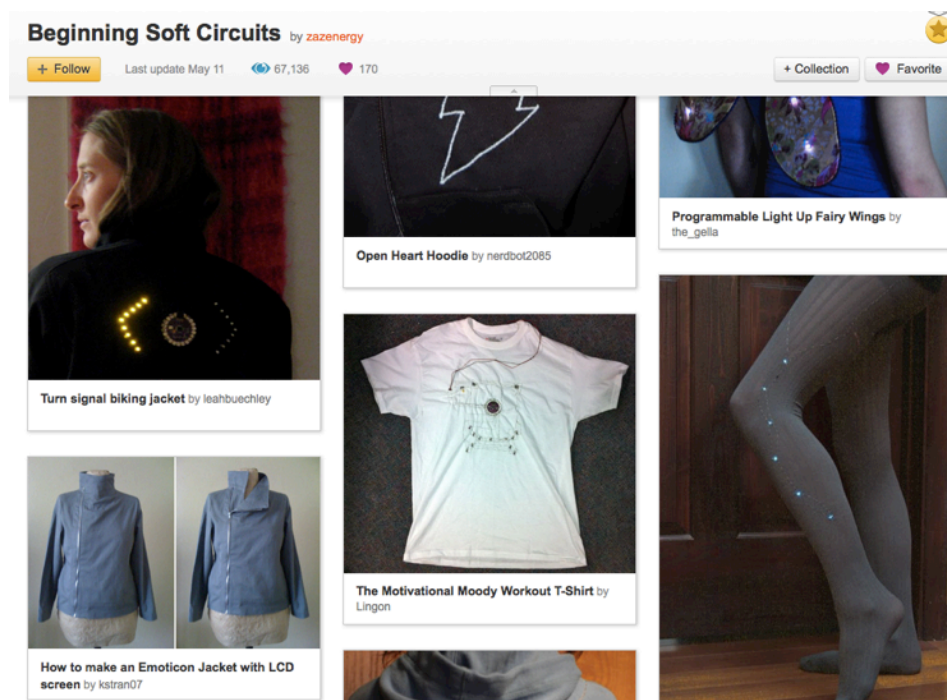 Beginning Soft Circuits by zazenergy
+ Follow Last update May 11 67,136 170 + Collection Favorite
Turn signal biking jacket by leahbuechley
How to make an Emoticon Jacket with LCD
screen by kstran07
Open Heart Hoodie by nerdbot2085
The Motivational Moody Workout T-Shirt by
Lingon
Programmable Light Up Fairy Wings by
the_gella